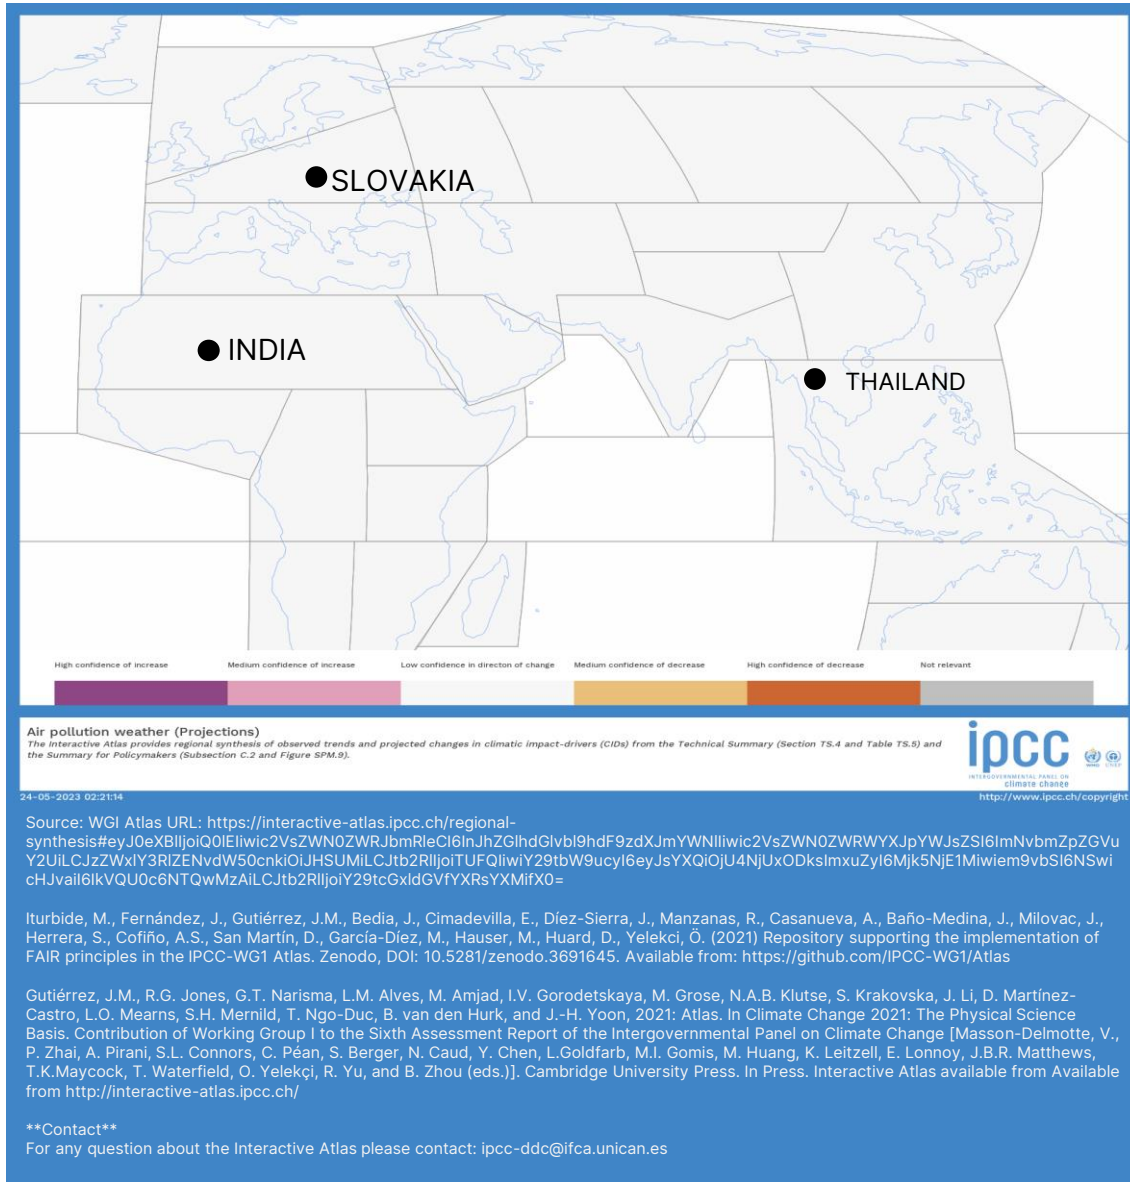 SLOVAKIA
INDIA
THAILAND
High confidence of increase
Medium confidence of increase
Low confidence in directon of change
Medium confidence of decrease
High confidence of decrease
Not relevant
Air pollution weather (Projections)
The Interactive Atlas provides regional synthesis of observed trends and projected changes in climatic impact-drivers (CIDs) from the Technical Summary (Section TS.4 and Table TS.5) and
the Summary for Policymakers (Subsection C.2 and Figure SPM.9).
ipcc
INTERGOVERNMENTAL PANEL ON
climate change
24-05-2023 02:21:14
http://www.ipcc.ch/copyright
Source: WGI Atlas URL: https://interactive-atlas.ipcc.ch/regional-
synthesis#eyJ0eXBlIjoiQ0lEIiwic2VsZWN0ZWRJbmRleCI6InJhZGlhdGlvbl9hdF9zdXJmYWNlIiwic2VsZWN0ZWRWYXJpYWJsZSI6ImNvbmZpZGVu
Y2UiLCJzZWxlY3RlZENvdW50cnkiOiJHSUMiLCJtb2RlIjoiTUFQIiwiY29tbW9ucyI6eyJsYXQiOjU4NjUxODksImxuZyI6Mjk5NjE1Miwiem9vbSI6NSwi
cHJvaiI6IkVQU0c6NTQwMzAiLCJtb2RlIjoiY29tcGxldGVfYXRsYXMifX0=
Iturbide, M., Fernández, J., Gutiérrez, J.M., Bedia, J., Cimadevilla, E., Díez-Sierra, J., Manzanas, R., Casanueva, A., Baño-Medina, J., Milovac, J.,
Herrera, S., Cofiño, A.S., San Martín, D., García-Díez, M., Hauser, M., Huard, D., Yelekci, Ö. (2021) Repository supporting the implementation of
FAIR principles in the IPCC-WG1 Atlas. Zenodo, DOI: 10.5281/zenodo.3691645. Available from: https://github.com/IPCC-WG1/Atlas
Gutiérrez, J.M., R.G. Jones, G.T. Narisma, L.M. Alves, M. Amjad, I.V. Gorodetskaya, M. Grose, N.A.B. Klutse, S. Krakovska, J. Li, D. Martínez-
Castro, L.O. Mearns, S.H. Mernild, T. Ngo-Duc, B. van den Hurk, and J.-H. Yoon, 2021: Atlas. In Climate Change 2021: The Physical Science
Basis. Contribution of Working Group I to the Sixth Assessment Report of the Intergovernmental Panel on Climate Change [Masson-Delmotte, V.,
P. Zhai, A. Pirani, S.L. Connors, C. Péan, S. Berger, N. Caud, Y. Chen, L.Goldfarb, M.I. Gomis, M. Huang, K. Leitzell, E. Lonnoy, J.B.R. Matthews,
T.K.Maycock, T. Waterfield, O. Yelekçi, R. Yu, and B. Zhou (eds.)]. Cambridge University Press. In Press. Interactive Atlas available from Available
from http://interactive-atlas.ipcc.ch/
**Contact**
For any question about the Interactive Atlas please contact: ipcc-ddc@ifca.unican.es